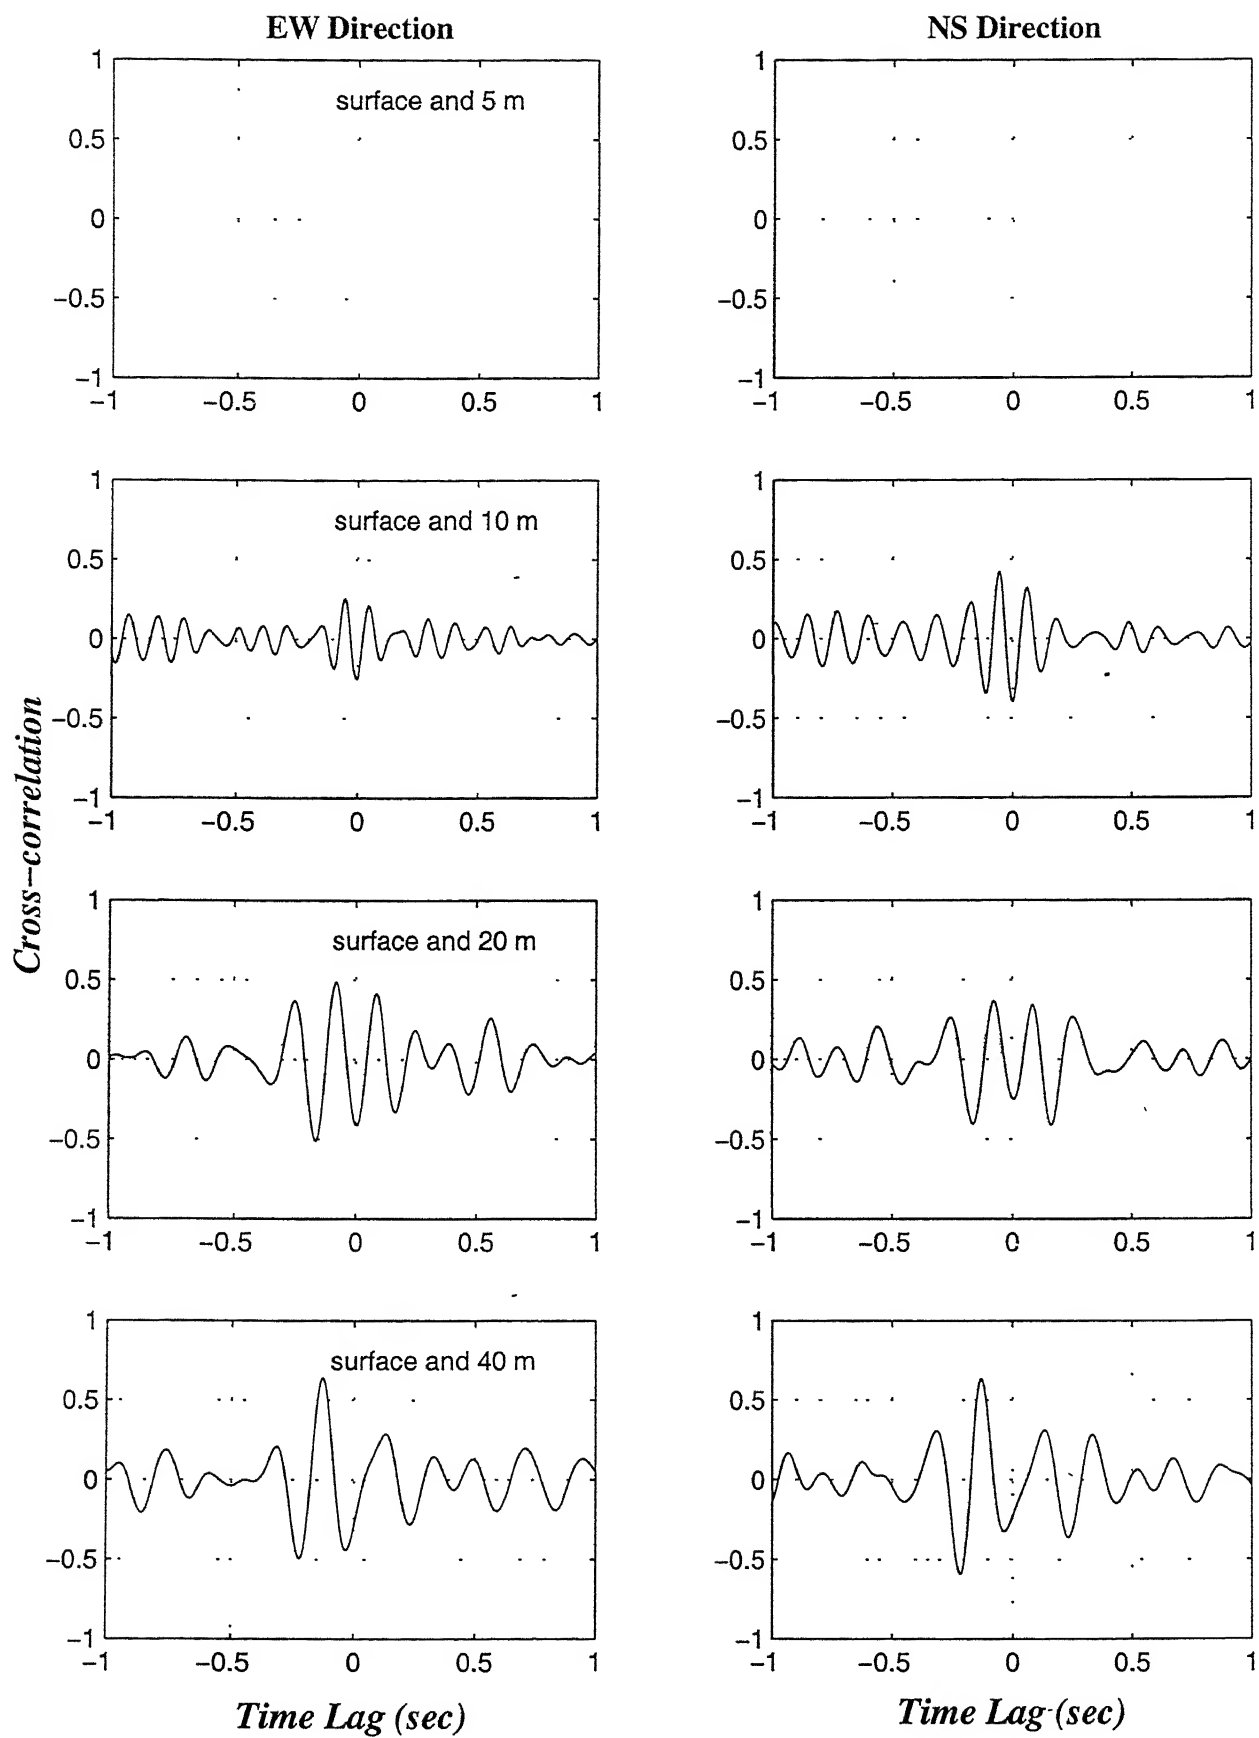 EW Direction
NS Direction
1
0.5
0
−0.5
−1
surface and 5 m
−1 −0.5 0 0.5 1
1
0.5
0
−0.5
−1
−1 −0.5 0 0.5 1
1
0.5
0
−0.5
−1
surface and 10 m
−1 −0.5 0 0.5 1
1
0.5
0
−0.5
−1
−1 −0.5 0 0.5 1
Cross−correlation
1
0.5
0
−0.5
−1
surface and 20 m
−1 −0.5 0 0.5 1
1
0.5
0
−0.5
−1
−1 −0.5 0 0.5 1
1
0.5
0
−0.5
−1
surface and 40 m
−1 −0.5 0 0.5 1
1
0.5
0
−0.5
−1
−1 −0.5 0 0.5 1
Time Lag (sec)
Time Lag (sec)